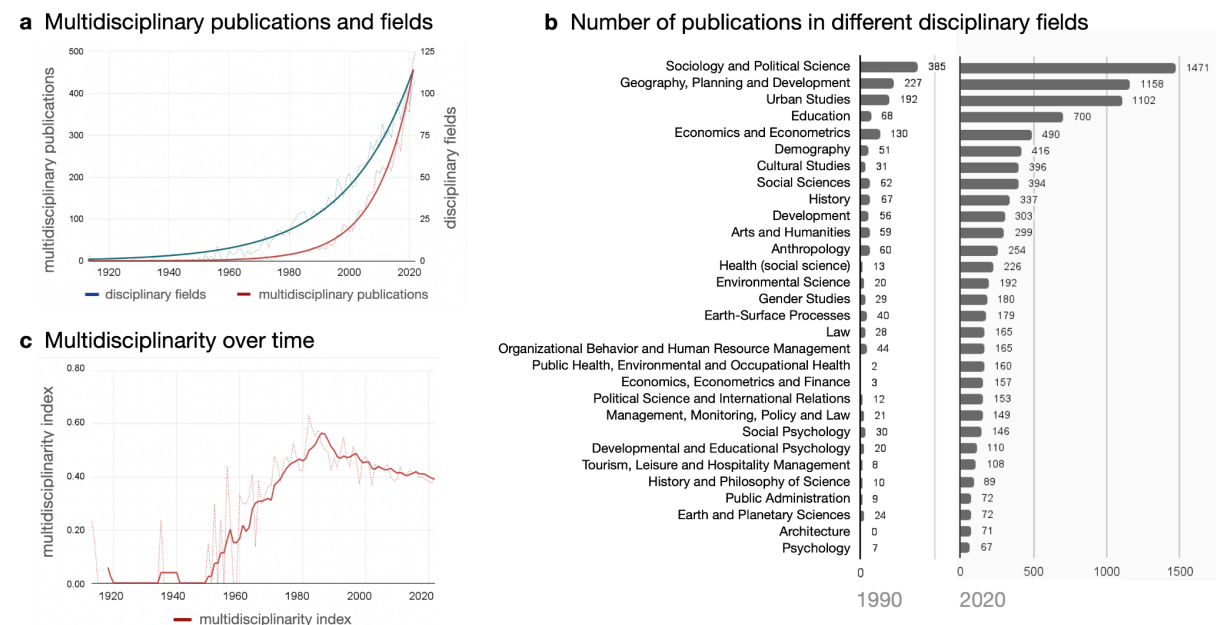 a Multidisciplinary publications and fields
500
400
300
200
100
0
125
100
75
50
25
0
1920 1940 1960 1980 2000 2020
multidisciplinary publications
disciplinary fields
disciplinary fields multidisciplinary publications
c Multidisciplinarity over time
0.80
0.60
0.40
0.20
0.00
1920 1940 1960 1980 2000 2020
multidisciplinarity index
multidisciplinarity index
b Number of publications in different disciplinary fields
Sociology and Political Science 385 1471
Geography, Planning and Development 227 1158
Urban Studies 192 1102
Education 68 700
Economics and Econometrics 130 490
Demography 51 416
Cultural Studies 31 396
Social Sciences 62 394
History 67 337
Development 56 303
Arts and Humanities 59 299
Anthropology 60 254
Health (social science) 13 226
Environmental Science 20 192
Gender Studies 29 180
Earth-Surface Processes 40 179
Law 28 165
Organizational Behavior and Human Resource Management 44 165
Public Health, Environmental and Occupational Health 2 160
Economics, Econometrics and Finance 3 157
Political Science and International Relations 12 153
Management, Monitoring, Policy and Law 21 149
Social Psychology 30 146
Developmental and Educational Psychology 20 110
Tourism, Leisure and Hospitality Management 8 108
History and Philosophy of Science 10 89
Public Administration 9 72
Earth and Planetary Sciences 24 72
Architecture 0 71
Psychology 7 67
0 0 500 1000 1500
1990 2020